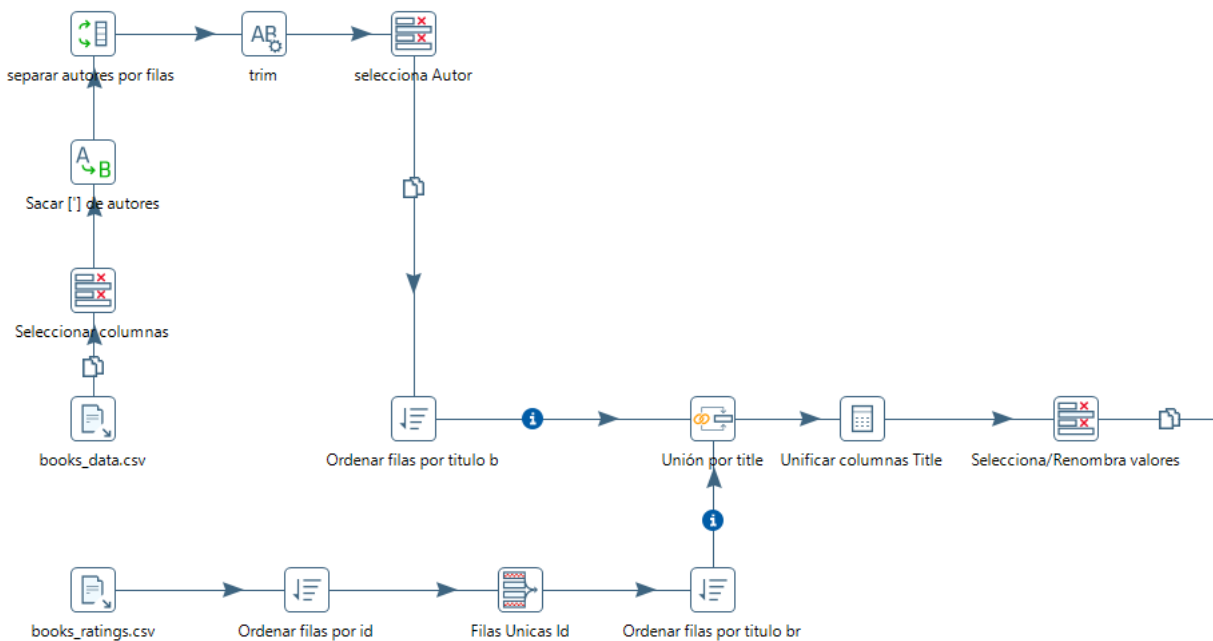 separar autores por filas
trim
selecciona Autor
Sacar ['] de autores
Seleccionar columnas
books_data.csv
Ordenar filas por titulo b
Unión por title
Unificar columnas Title
Selecciona/Renombra valores
books_ratings.csv
Ordenar filas por id
Filas Unicas Id
Ordenar filas por titulo br